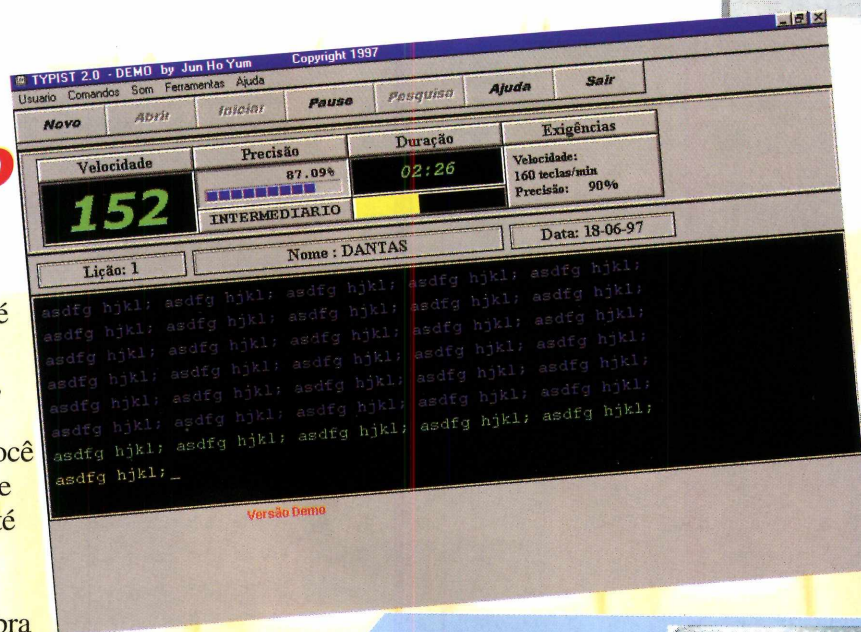 TYPIST 2.0 - DEMO by Jun Ho Yum Copyright 1997
Usuario Comandos Som Ferramentas Ajuda
Novo Abrir Iniciar Pause Pesquisa Ajuda Sair
Velocidade Precisão Duração Exigências
152
87.09%
INTERMEDIARIO
02:26
Velocidade:
160 teclas/min
Precisão: 90%
Lição: 1 Nome : DANTAS Data: 18-06-97
asdfg hjkl; asdfg hjkl; asdfg hjkl; asdfg hjkl; asdfg hjkl;
asdfg hjkl; asdfg hjkl; asdfg hjkl; asdfg hjkl; asdfg hjkl;
asdfg hjkl; asdfg hjkl; asdfg hjkl; asdfg hjkl; asdfg hjkl;
asdfg hjkl; asdfg hjkl; asdfg hjkl; asdfg hjkl; asdfg hjkl;
asdfg hjkl; asdfg hjkl; asdfg hjkl; asdfg hjkl; asdfg hjkl;
asdfg hjkl; asdfg hjkl; asdfg hjkl; asdfg hjkl; asdfg hjkl;
asdfg hjkl; asdfg hjkl; asdfg hjkl; asdfg hjkl; asdfg hjkl;
asdfg hjkl;_
Versão Demo